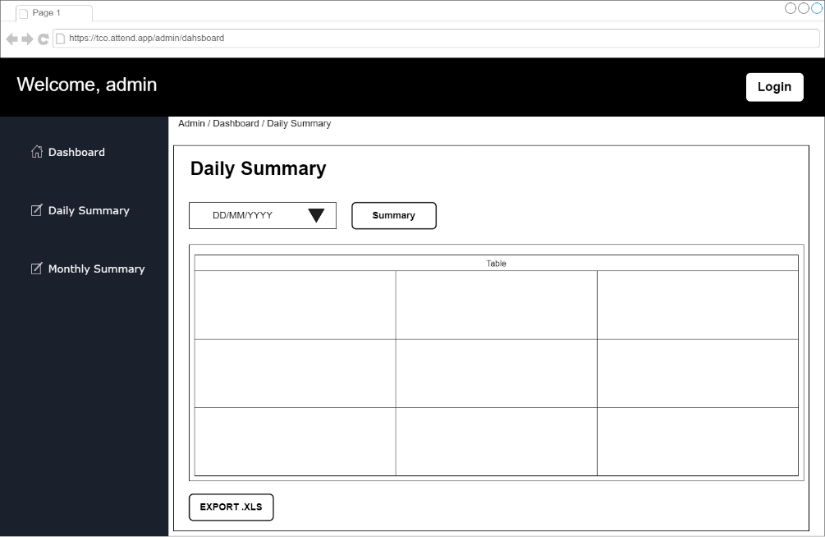 Page 1
https://tco.attend.app/admin/dahsboard
Welcome, admin
Login
Admin / Dashboard / Daily Summary
Dashboard
Daily Summary
Monthly Summary
Daily Summary
DD/MM/YYYY
Summary
Table
EXPORT .XLS